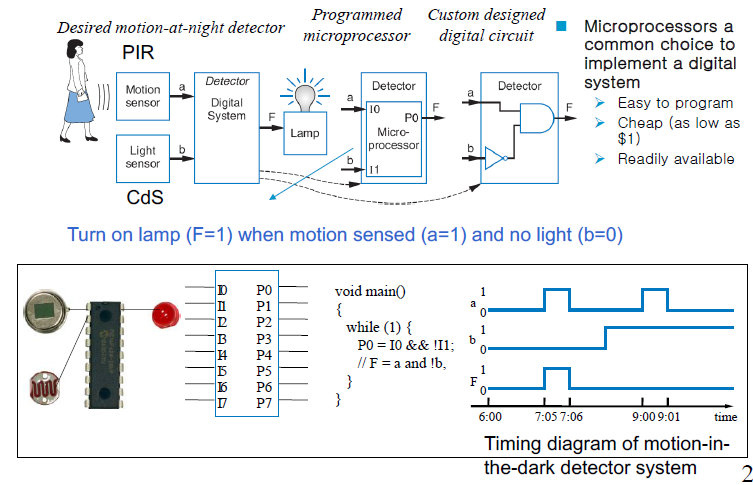 Desired motion-at-night detector
Programmed
microprocessor
Custom designed
digital circuit
PIR
Motion
sensor
a
Light
sensor
b
CdS
Detector
Digital
System
F
Lamp
Detector
a
I0
P0
F
Micro-
processor
b
I1
Detector
a
b
F
■ Microprocessors a
common choice to
implement a digital
system
➢ Easy to program
➢ Cheap (as low as
$1)
➢ Readily available
Turn on lamp (F=1) when motion sensed (a=1) and no light (b=0)
I0 P0
I1 P1
I2 P2
I3 P3
I4 P4
I5 P5
I6 P6
I7 P7
void main()
{
while (1) {
P0 = I0 && !I1;
// F = a and !b,
}
}
1
a
0
1
b
0
1
F
0
6:00 7:05 7:06 9:00 9:01 time
Timing diagram of motion-in-
the-dark detector system
2